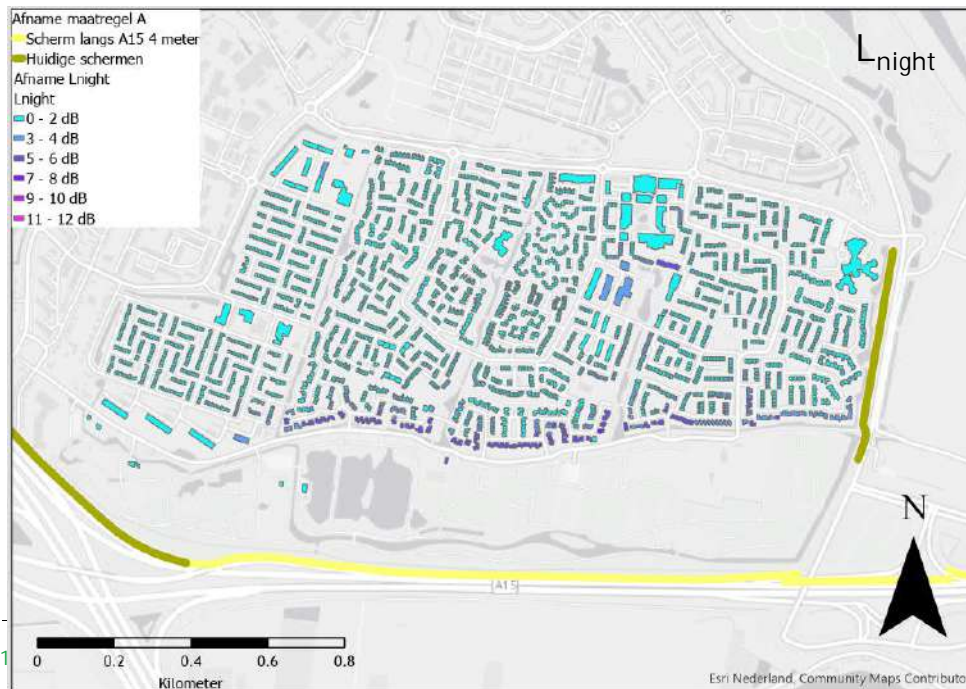 Afname maatregel A
Scherm langs A15 4 meter
Huidige schermen
Afname Lnight
Lnight
0 - 2 dB
3 - 4 dB
5 - 6 dB
7 - 8 dB
9 - 10 dB
11 - 12 dB
Lnight
N
A15
0 0.2 0.4 0.6 0.8
Kilometer
1
Esri Nederland, Community Maps Contributo